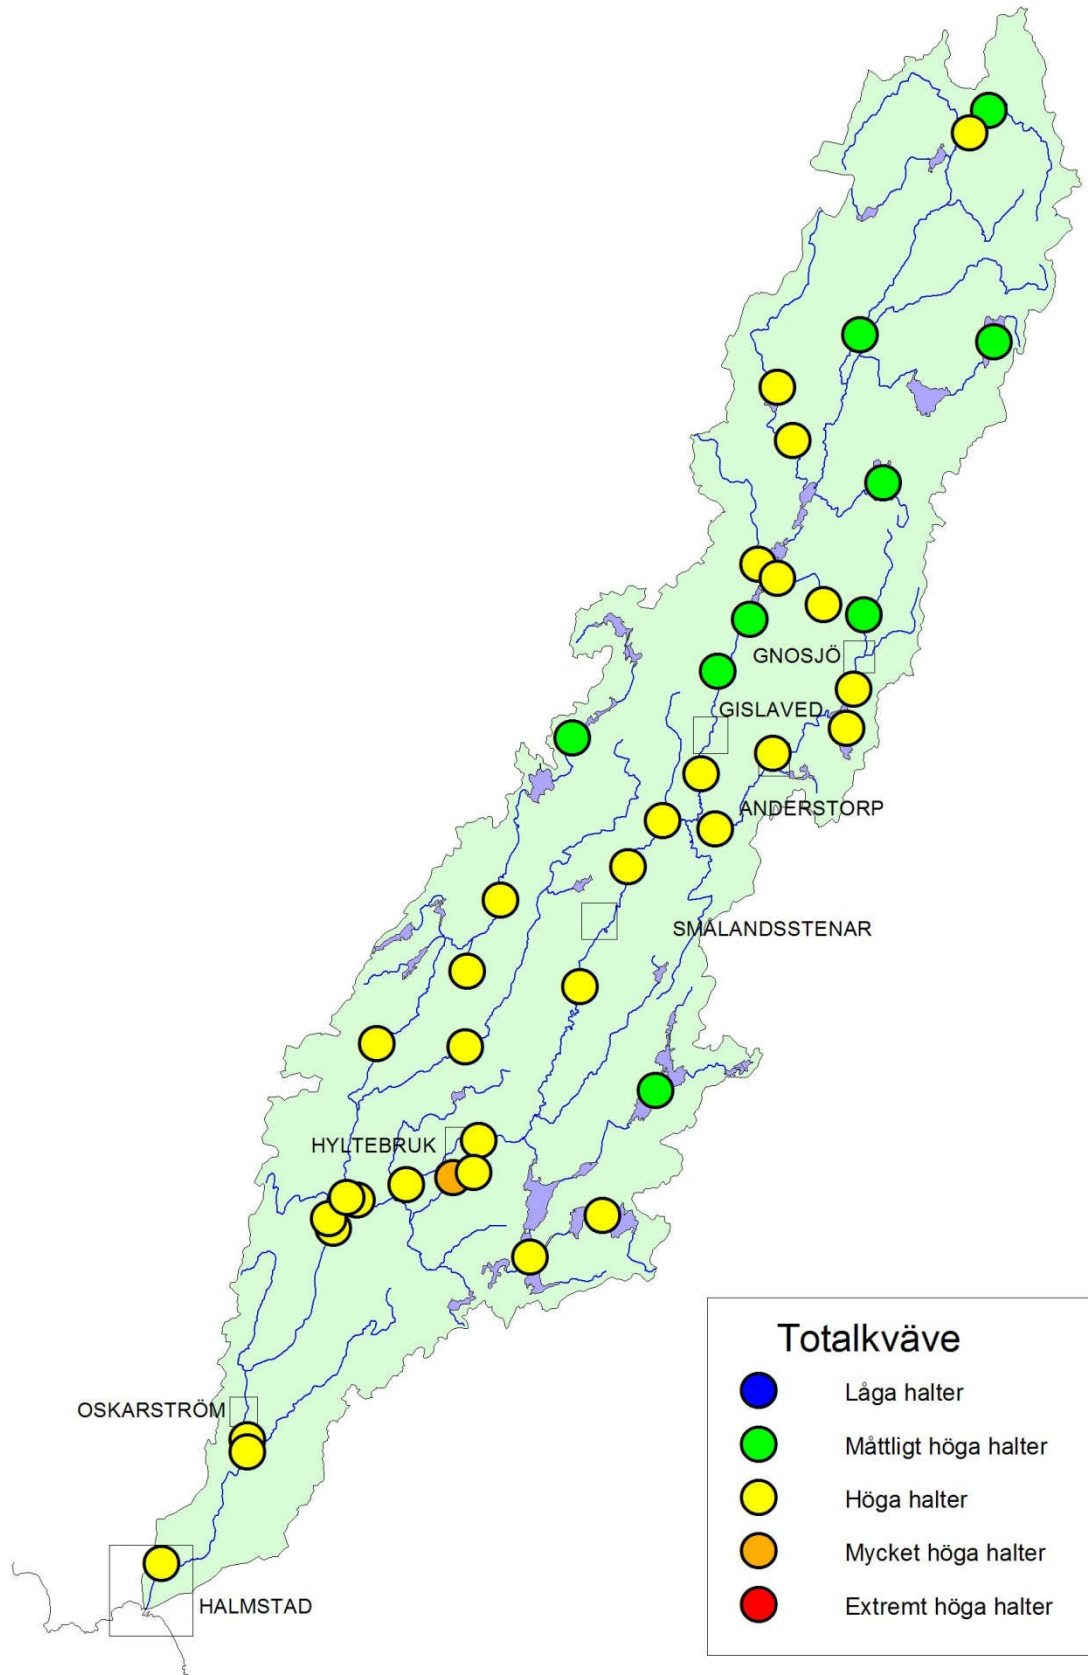 GNOSJÖ
GISLAVED
ANDERSTORP
SMÅLANDSSTENAR
HYLTEBRUK
OSKARSTRÖM
HALMSTAD
Totalkväve
Låga halter
Måttligt höga halter
Höga halter
Mycket höga halter
Extremt höga halter